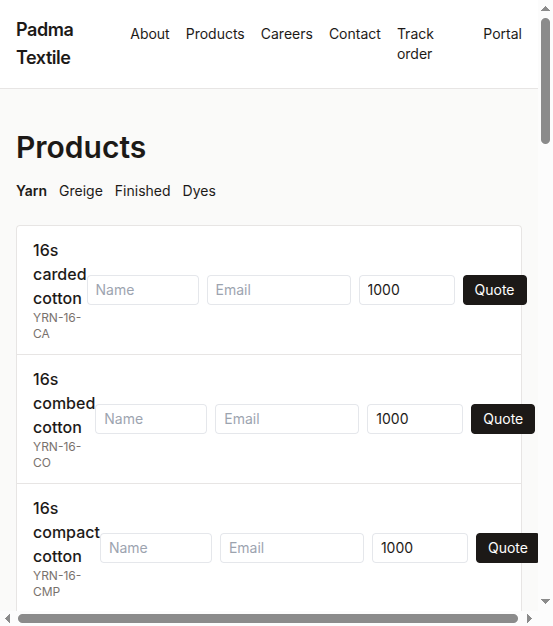 Padma
Textile
About Products Careers Contact Track order Portal
Products
Yarn Greige Finished Dyes
16s
carded
cotton
YRN-16-
CA
Name Email 1000 Quote
16s
combed
cotton
YRN-16-
CO
Name Email 1000 Quote
16s
compact
cotton
YRN-16-
CMP
Name Email 1000 Quote